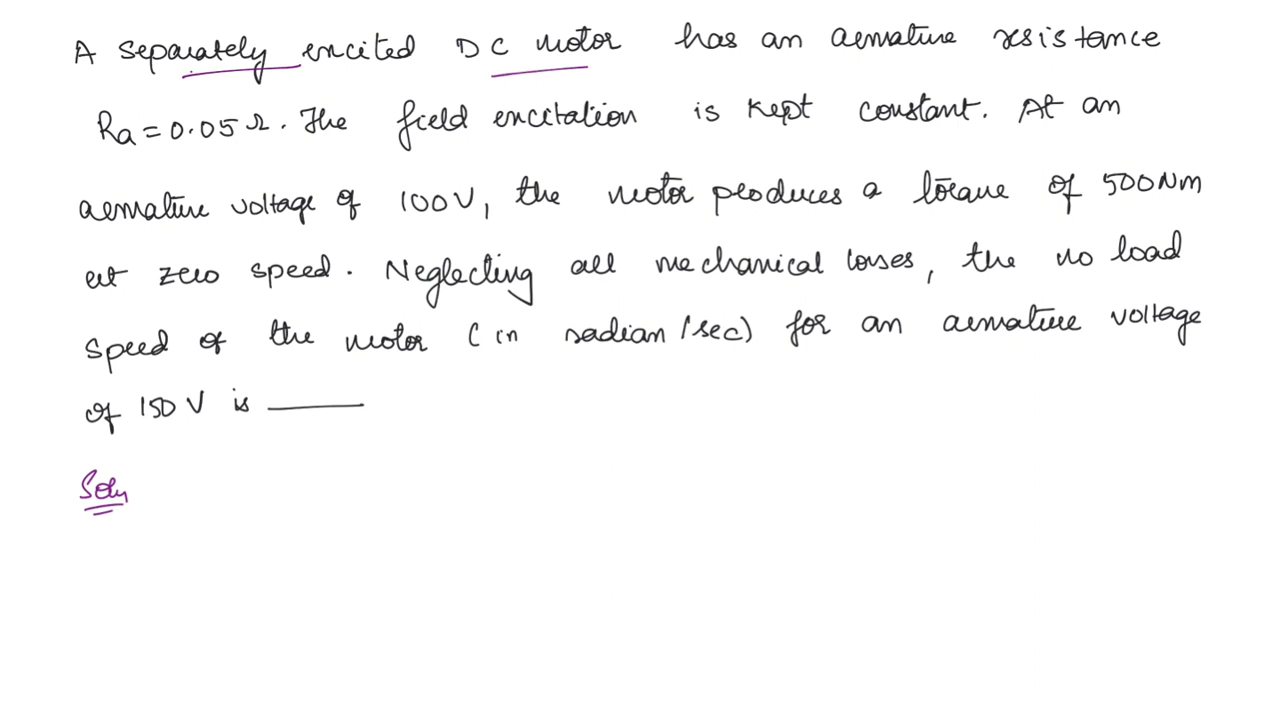 A separately excited DC motor has an armature resistance
Ra = 0.05 Ω. The field excitation is kept constant. At an
armature voltage of 100V, the motor produces a torque of 500Nm
at zero speed. Neglecting all mechanical losses, the no load
speed of the motor (in radian/sec) for an armature voltage
of 150 V is ______
Soln